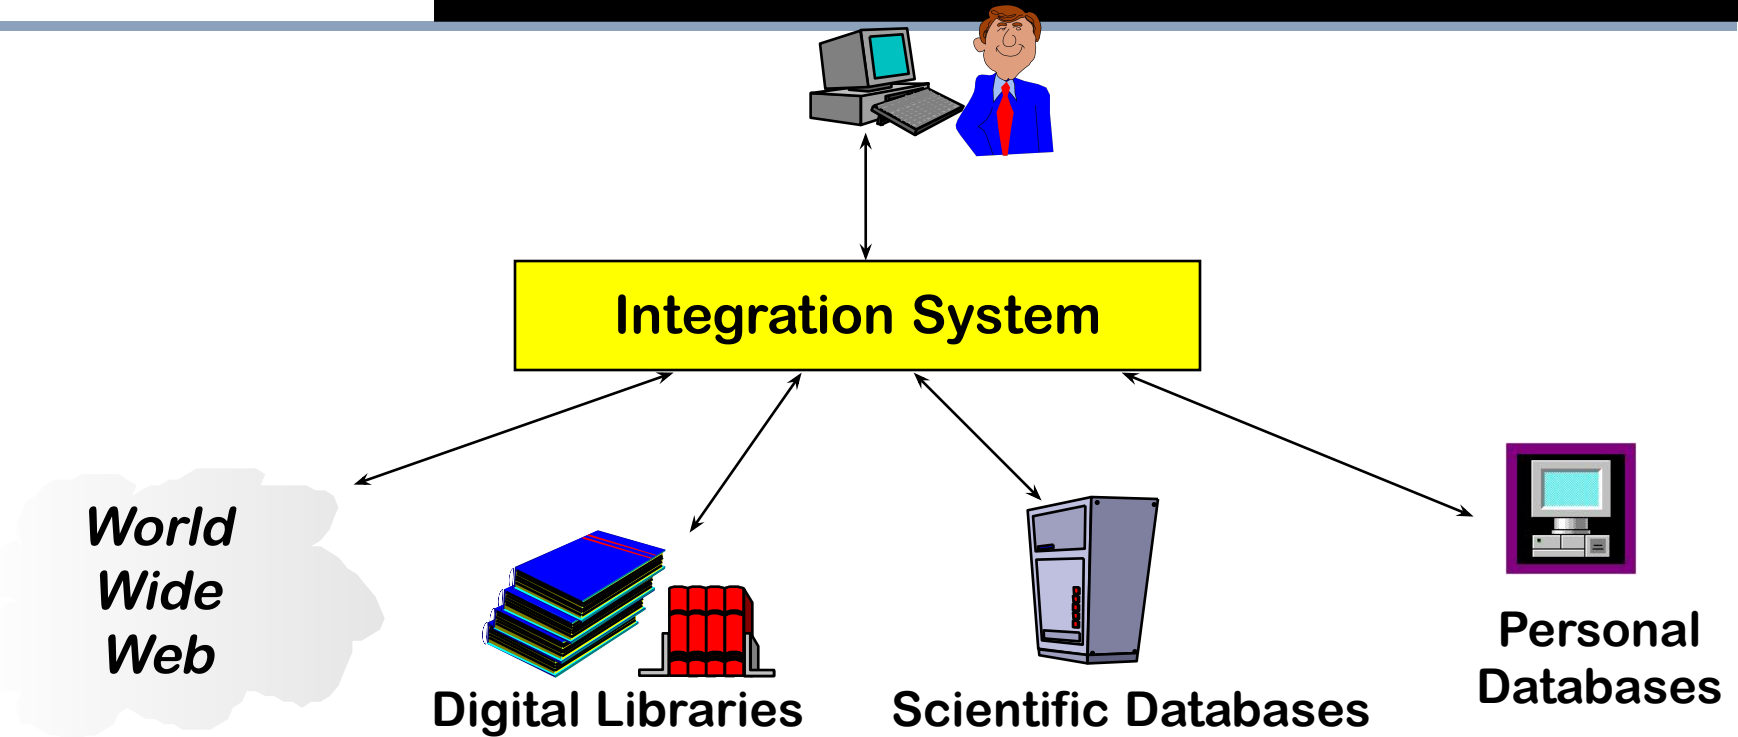 Integration System
World
Wide
Web
Digital Libraries
Scientific Databases
Personal
Databases